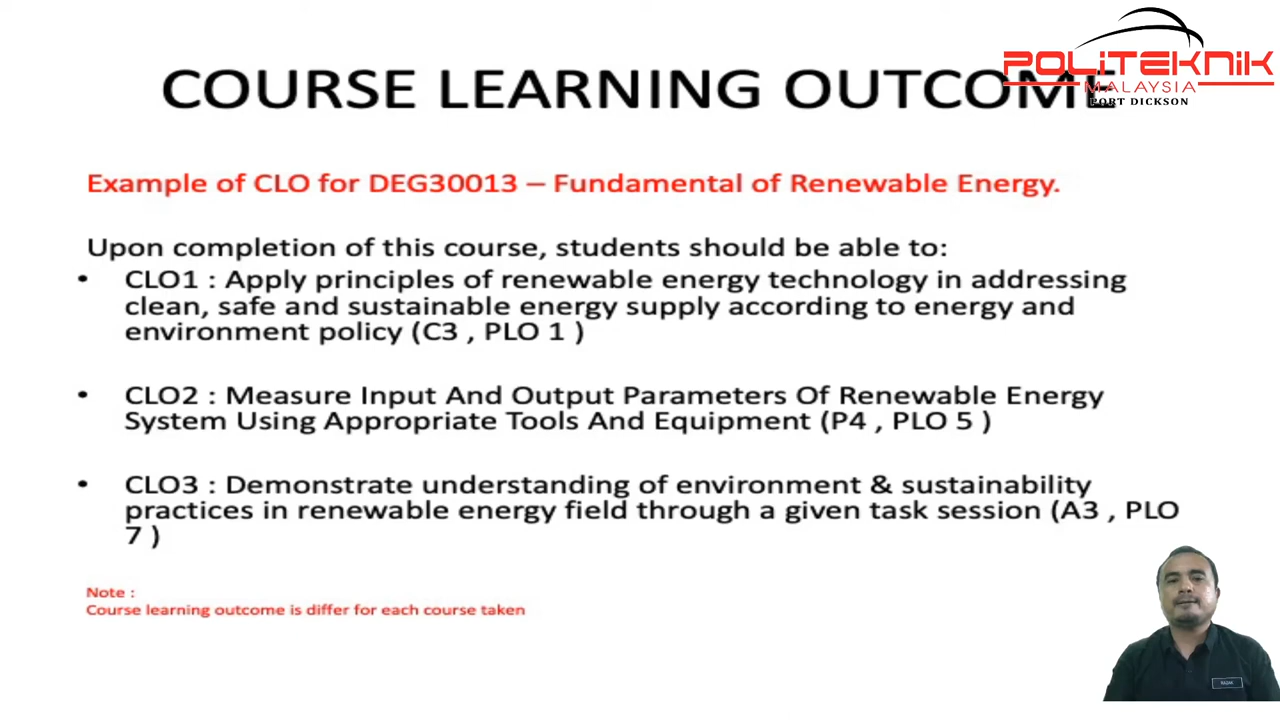 COURSE LEARNING OUTCOME
POLITEKNIK
MALAYSIA
PORT DICKSON
Example of CLO for DEG30013 – Fundamental of Renewable Energy.
Upon completion of this course, students should be able to:
• CLO1 : Apply principles of renewable energy technology in addressing
clean, safe and sustainable energy supply according to energy and
environment policy (C3 , PLO 1 )
• CLO2 : Measure Input And Output Parameters Of Renewable Energy
System Using Appropriate Tools And Equipment (P4 , PLO 5 )
• CLO3 : Demonstrate understanding of environment & sustainability
practices in renewable energy field through a given task session (A3 , PLO
7 )
Note :
Course learning outcome is differ for each course taken
RAZAK